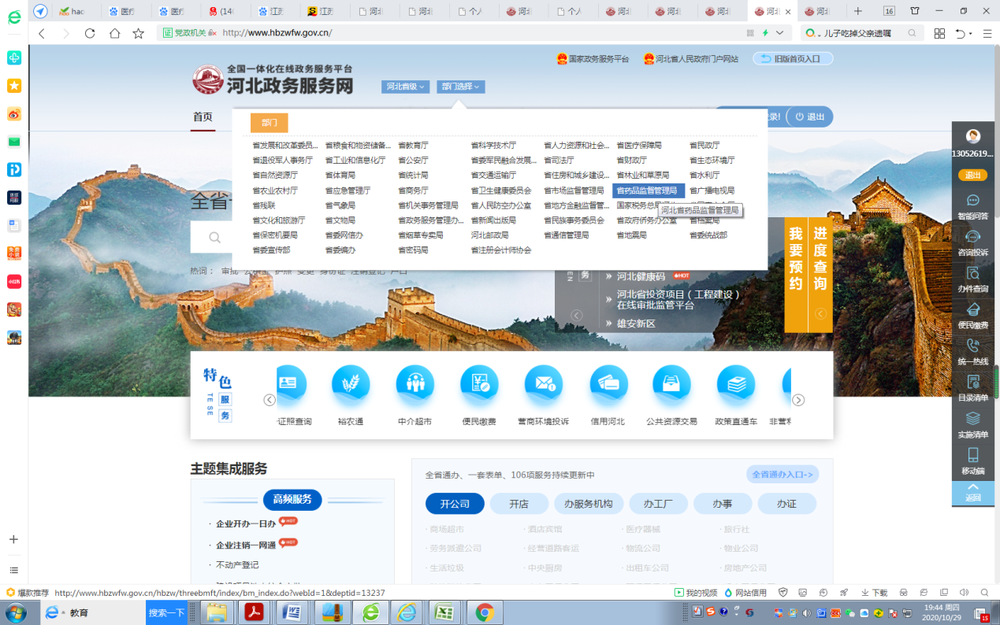 hac
医疗
医疗
(14(
江苏
江苏
河北
河北
个人
河北
个人
河北
河北
河北
河北
河北
16
证 党政机关 http://www.hbzwfw.gov.cn/
儿子吃掉父亲遗嘱
国家政务服务平台 河北省人民政府门户网站 旧版首页入口
全国一体化在线政务服务平台
河北政务服务网
河北省级 部门选择
首页
录! 退出
部门
省发展和改革委员... 省粮食和物资储备... 省教育厅 省科学技术厅 省人力资源和社会... 省医疗保障局 省民政厅
省退役军人事务厅 省工业和信息化厅 省公安厅 省委军民融合发展... 省司法厅 省财政厅 省生态环境厅
省自然资源厅 省体育局 省统计局 省交通运输厅 省住房和城乡建设... 省林业和草原局 省水利厅
省农业农村厅 省应急管理厅 省商务厅 省卫生健康委员会 省市场监督管理局 省药品监督管理局 省广播电视局
省残联 省气象局 省机关事务管理局 省人民防空办公室 省地方金融监督管... 国家税务总局
河北省药品监督管理局
省文化和旅游厅 省文物局 省政务服务管理办... 省新闻出版局 省民族事务委员会 省政府侨务办公室 省档案局
省保密机要局 省委网信办 省烟草专卖局 河北邮政局 省通信管理局 省地震局 省委统战部
省委宣传部 省委编办 省密码局 省注册会计师协会
全省
热词： 审批 公积金 护照 变更 身份证 注销登记 户口
EN 务
河北健康码 HOT
河北省投资项目（工程建设）
在线审批监管平台
雄安新区
我要预约
进度查询
13052619...
退出
智能问答
咨询投诉
办件查询
便民缴费
统一热线
目录清单
实施清单
移动端
返回
特色
TE SE
服务
证照查询 裕农通 中介超市 便民缴费 营商环境投诉 信用河北 公共资源交易 政策直通车 非营利
主题集成服务
高频服务
· 企业开办一日办 HOT
· 企业注销一网通 HOT
· 不动产登记
全省通办、一套表单、106项服务持续更新中 全省通办入口->
开公司 开店 办服务机构 办工厂 办事 办证
· 商场超市 · 酒店宾馆 · 医疗器械 · 旅行社
· 劳务派遣公司 · 经营道路客运 · 物流公司 · 物业公司
· 生活垃圾 · 中央厨房 · 出租车公司 · 房地产公司
爆款推荐 http://www.hbzwfw.gov.cn/hbzw/threebmft/index/bm_index.do?webId=1&deptid=13237
我的视频 网站信用 下载
教育 搜索一下
19:44 周四
2020/10/29
15